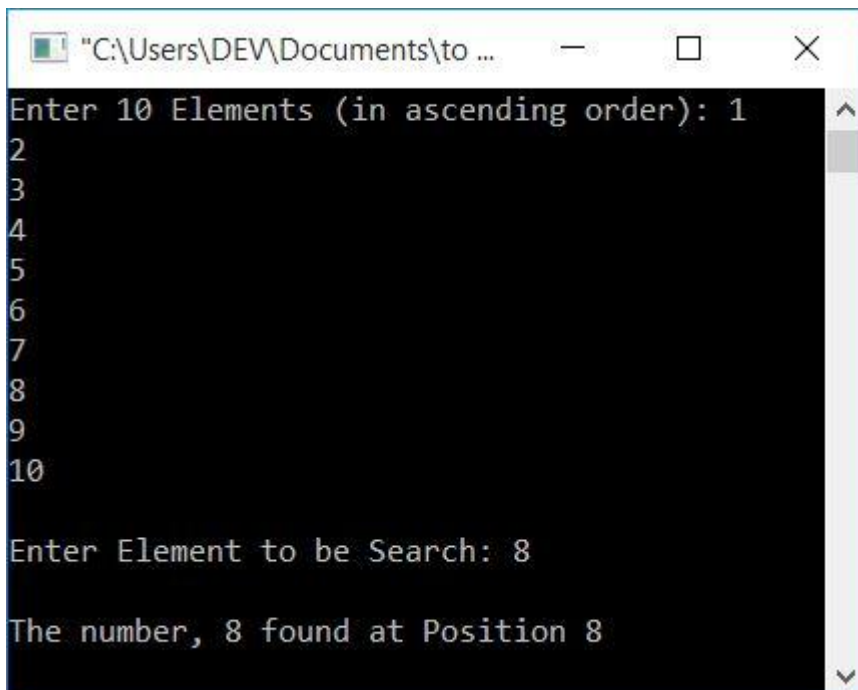 "C:\Users\DEV\Documents\to ...
Enter 10 Elements (in ascending order): 1
2
3
4
5
6
7
8
9
10
Enter Element to be Search: 8
The number, 8 found at Position 8